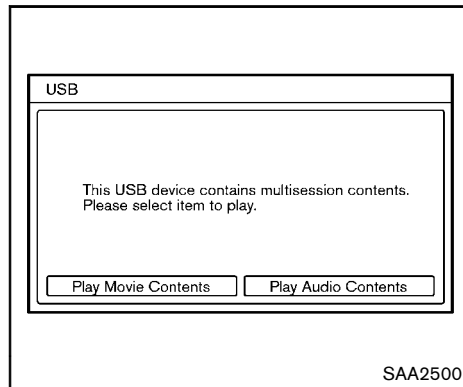 USB
This USB device contains multisession contents.
Please select item to play.
Play Movie Contents
Play Audio Contents
SAA2500